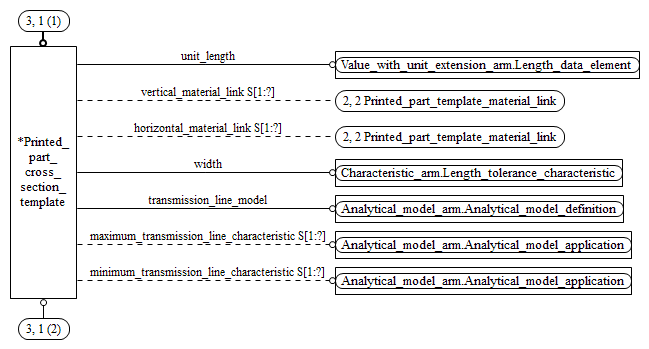 3, 1 (1)
unit_length
Value_with_unit_extension_arm.Length_data_element
vertical_material_link S[1:?]
2, 2 Printed_part_template_material_link
horizontal_material_link S[1:?]
2, 2 Printed_part_template_material_link
*Printed_
part_
cross_
section_
template
width
Characteristic_arm.Length_tolerance_characteristic
transmission_line_model
Analytical_model_arm.Analytical_model_definition
maximum_transmission_line_characteristic S[1:?]
Analytical_model_arm.Analytical_model_application
minimum_transmission_line_characteristic S[1:?]
Analytical_model_arm.Analytical_model_application
3, 1 (2)